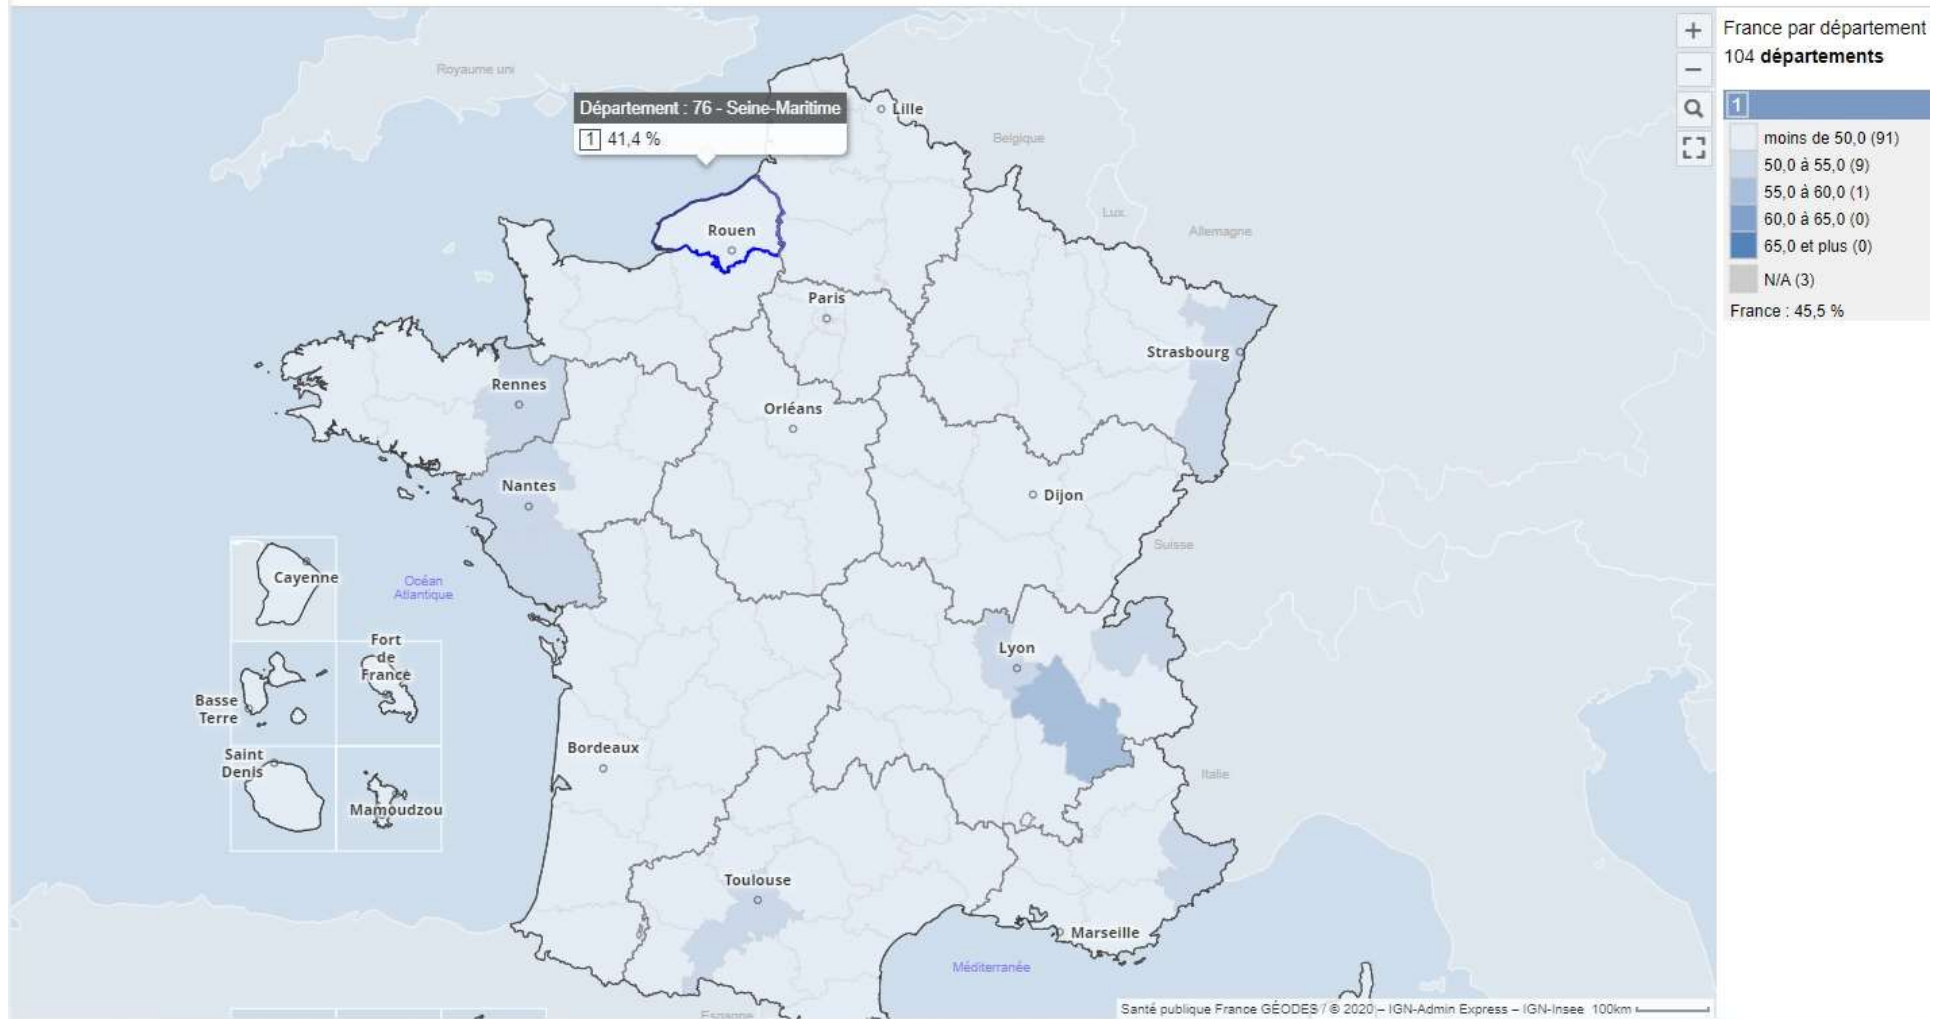 Royaume uni
Département : 76 - Seine-Maritime
1 41,4 %
Lille
Belgique
Rouen
Lux.
Allemagne
Paris
Strasbourg
Rennes
Orléans
Nantes
Dijon
Suisse
Océan
Atlantique
Cayenne
Fort
de
France
Basse
Terre
Saint
Denis
Mamoudzou
Lyon
Bordeaux
Italie
Toulouse
Marseille
Méditerranée
Espagne
Santé publique France GÉODES / © 2020 – IGN-Admin Express – IGN-Insee 100km
+
−
France par département
104 départements
1
moins de 50,0 (91)
50,0 à 55,0 (9)
55,0 à 60,0 (1)
60,0 à 65,0 (0)
65,0 et plus (0)
N/A (3)
France : 45,5 %